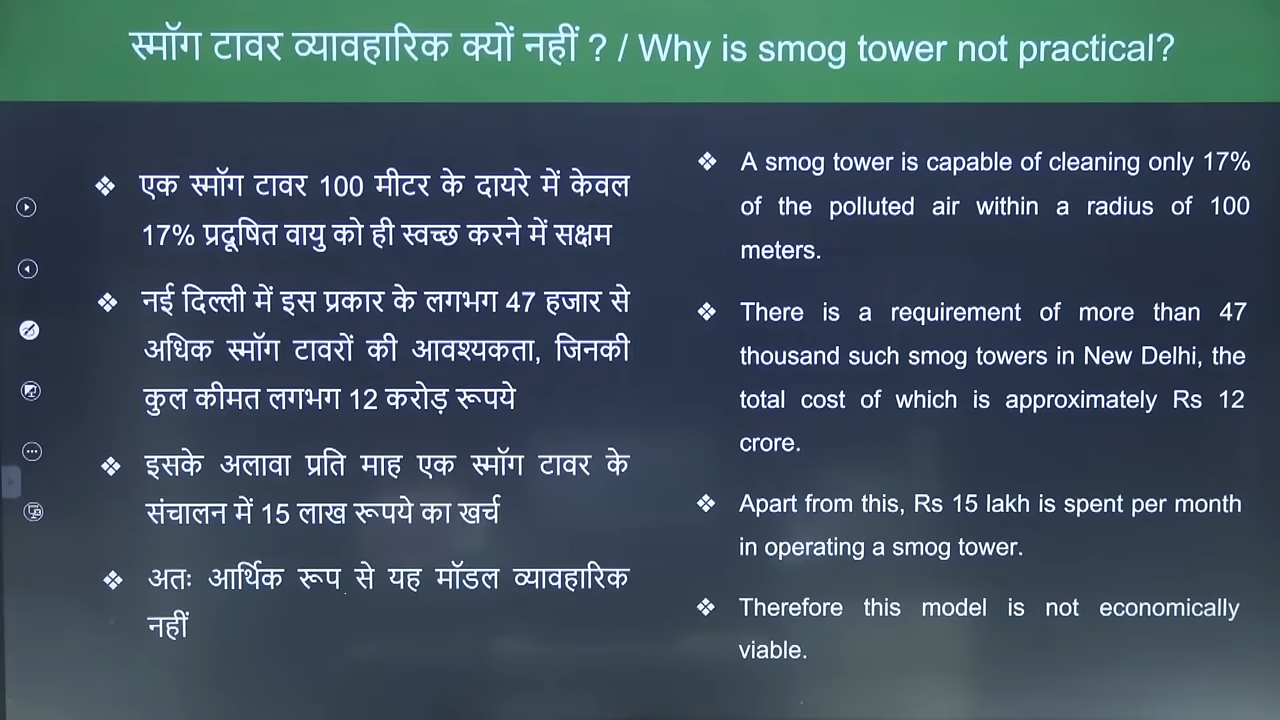 स्मॉग टावर व्यावहारिक क्यों नहीं ? / Why is smog tower not practical?
❖ एक स्मॉग टावर 100 मीटर के दायरे में केवल
17% प्रदूषित वायु को ही स्वच्छ करने में सक्षम
❖ नई दिल्ली में इस प्रकार के लगभग 47 हजार से
अधिक स्मॉग टावरों की आवश्यकता, जिनकी
कुल कीमत लगभग 12 करोड़ रूपये
❖ इसके अलावा प्रति माह एक स्मॉग टावर के
संचालन में 15 लाख रूपये का खर्च
❖ अतः आर्थिक रूप से यह मॉडल व्यावहारिक
नहीं
❖ A smog tower is capable of cleaning only 17%
of the polluted air within a radius of 100
meters.
❖ There is a requirement of more than 47
thousand such smog towers in New Delhi, the
total cost of which is approximately Rs 12
crore.
❖ Apart from this, Rs 15 lakh is spent per month
in operating a smog tower.
❖ Therefore this model is not economically
viable.